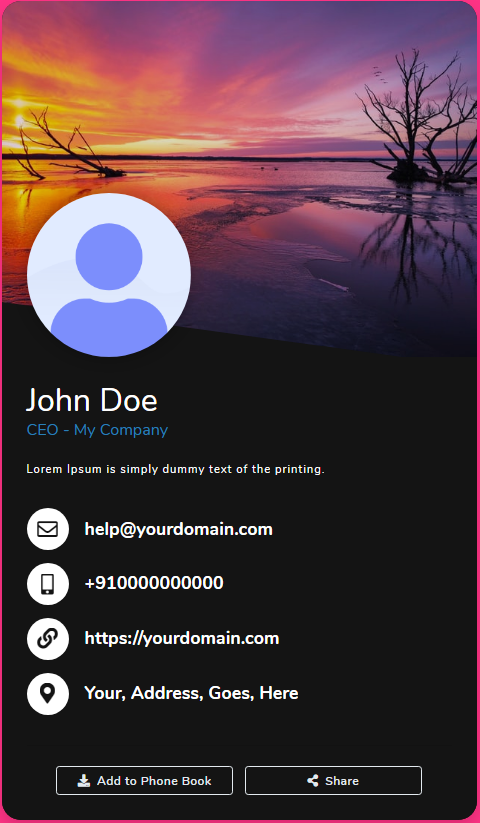 John Doe
CEO - My Company
Lorem Ipsum is simply dummy text of the printing.
help@yourdomain.com
+910000000000
https://yourdomain.com
Your, Address, Goes, Here
Add to Phone Book
Share